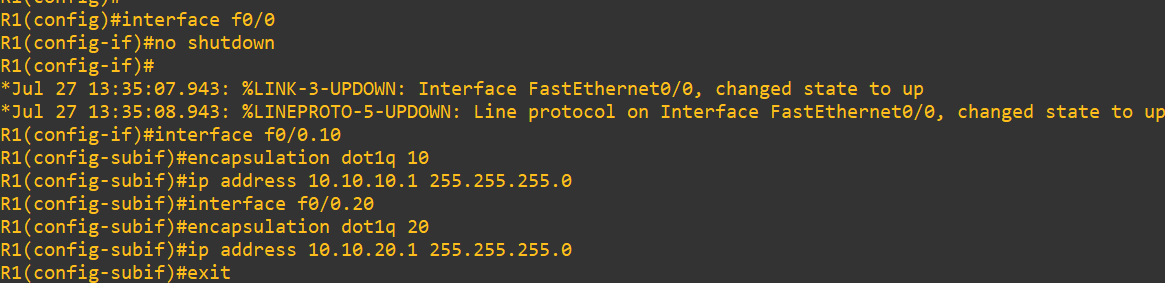 R1(config)#
R1(config)#interface f0/0
R1(config-if)#no shutdown
R1(config-if)#
*Jul 27 13:35:07.943: %LINK-3-UPDOWN: Interface FastEthernet0/0, changed state to up
*Jul 27 13:35:08.943: %LINEPROTO-5-UPDOWN: Line protocol on Interface FastEthernet0/0, changed state to up
R1(config-if)#interface f0/0.10
R1(config-subif)#encapsulation dot1q 10
R1(config-subif)#ip address 10.10.10.1 255.255.255.0
R1(config-subif)#interface f0/0.20
R1(config-subif)#encapsulation dot1q 20
R1(config-subif)#ip address 10.10.20.1 255.255.255.0
R1(config-subif)#exit